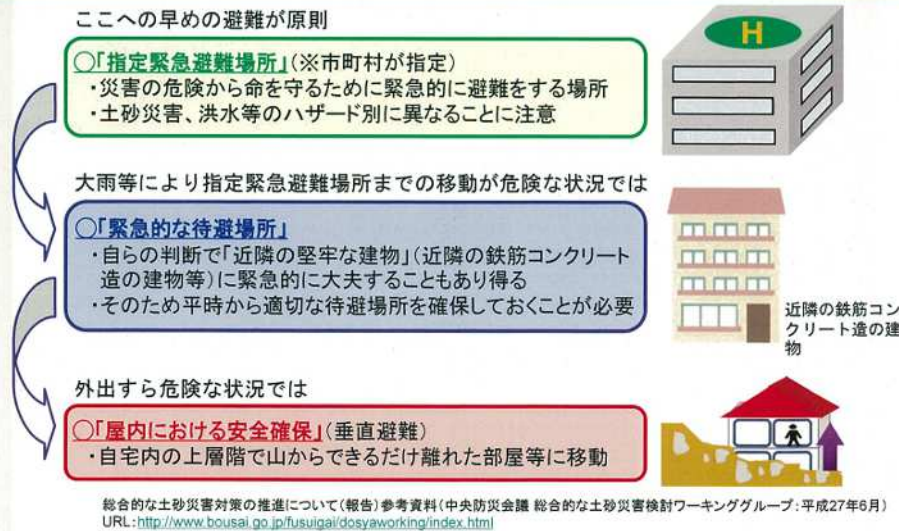 ここへの早めの避難が原則
○「指定緊急避難場所」(※市町村が指定)
・災害の危険から命を守るために緊急的に避難をする場所
・土砂災害、洪水等のハザード別に異なることに注意
H
大雨等により指定緊急避難場所までの移動が危険な状況では
○「緊急的な待避場所」
・自らの判断で「近隣の堅牢な建物」(近隣の鉄筋コンクリート
造の建物等)に緊急的に大夫することもあり得る
・そのため平時から適切な待避場所を確保しておくことが必要
近隣の鉄筋コン
クリート造の建
物
外出すら危険な状況では
○「屋内における安全確保」(垂直避難)
・自宅内の上層階で山からできるだけ離れた部屋等に移動
総合的な土砂災害対策の推進について(報告)参考資料(中央防災会議 総合的な土砂災害検討ワーキンググループ:平成27年6月)
URL:http://www.bousai.go.jp/fusuigai/dosyaworking/index.html